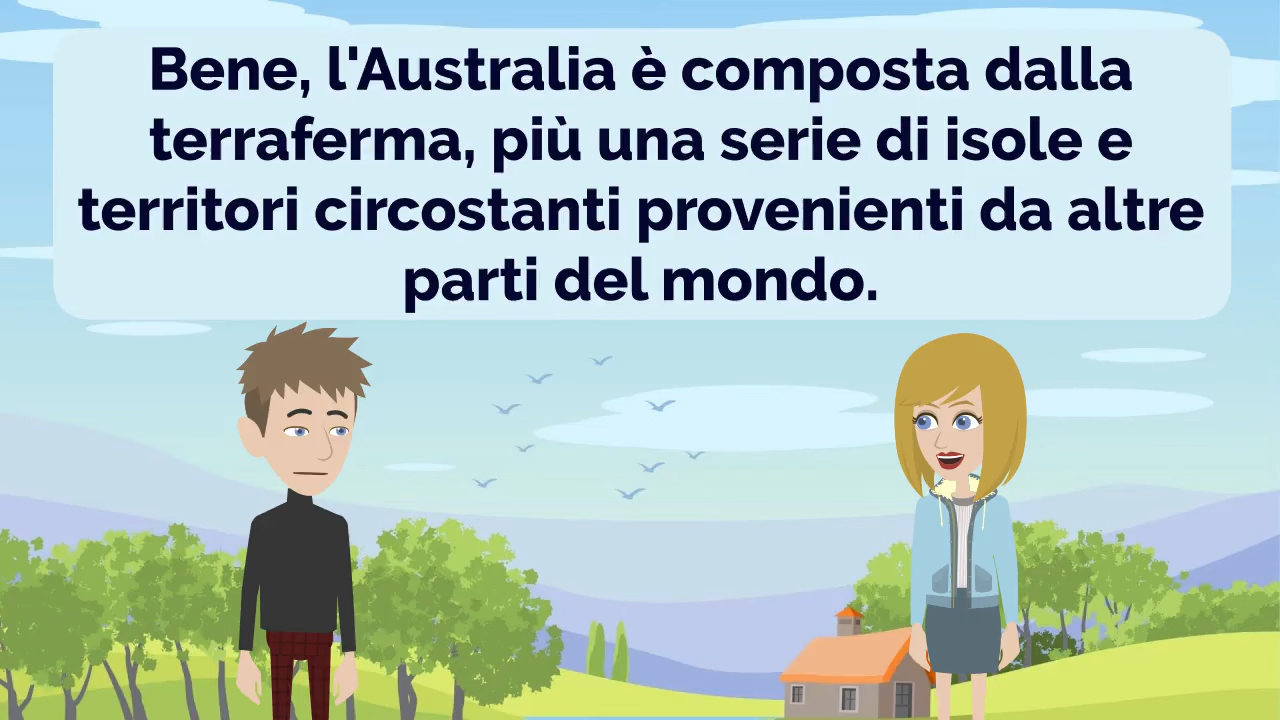 Bene, l'Australia è composta dalla
terraferma, più una serie di isole e
territori circostanti provenienti da altre
parti del mondo.